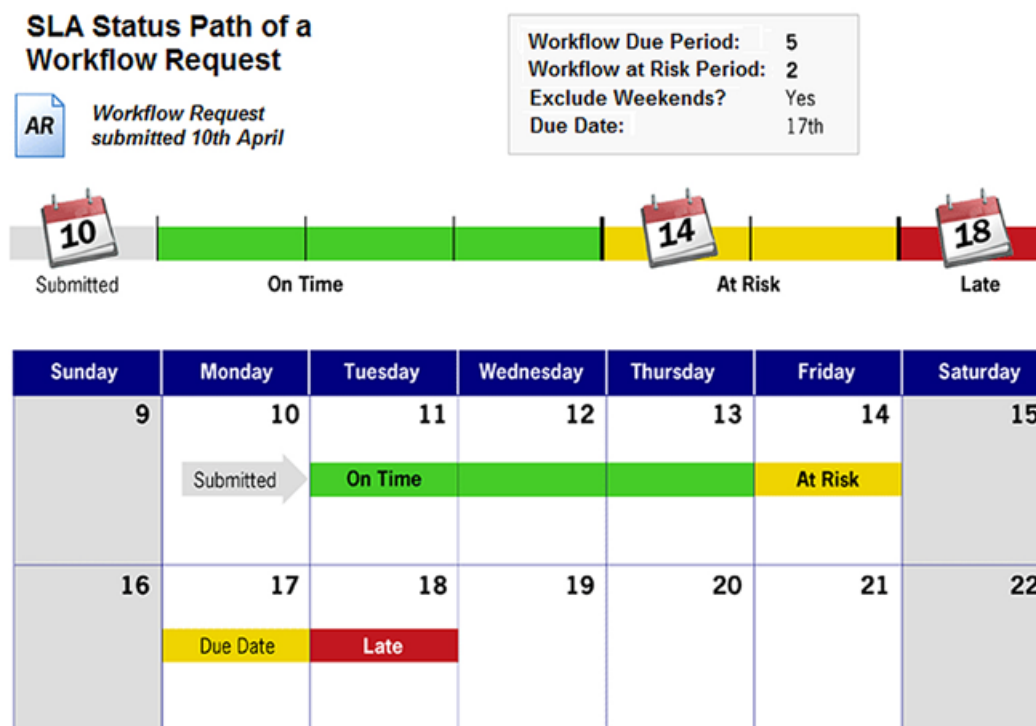 SLA Status Path of a
Workflow Request
AR
Workflow Request
submitted 10th April
Workflow Due Period: 5
Workflow at Risk Period: 2
Exclude Weekends? Yes
Due Date: 17th
10 14 18
Submitted On Time At Risk Late
Sunday Monday Tuesday Wednesday Thursday Friday Saturday
9 10 11 12 13 14 15
Submitted On Time At Risk
16 17 18 19 20 21 22
Due Date Late